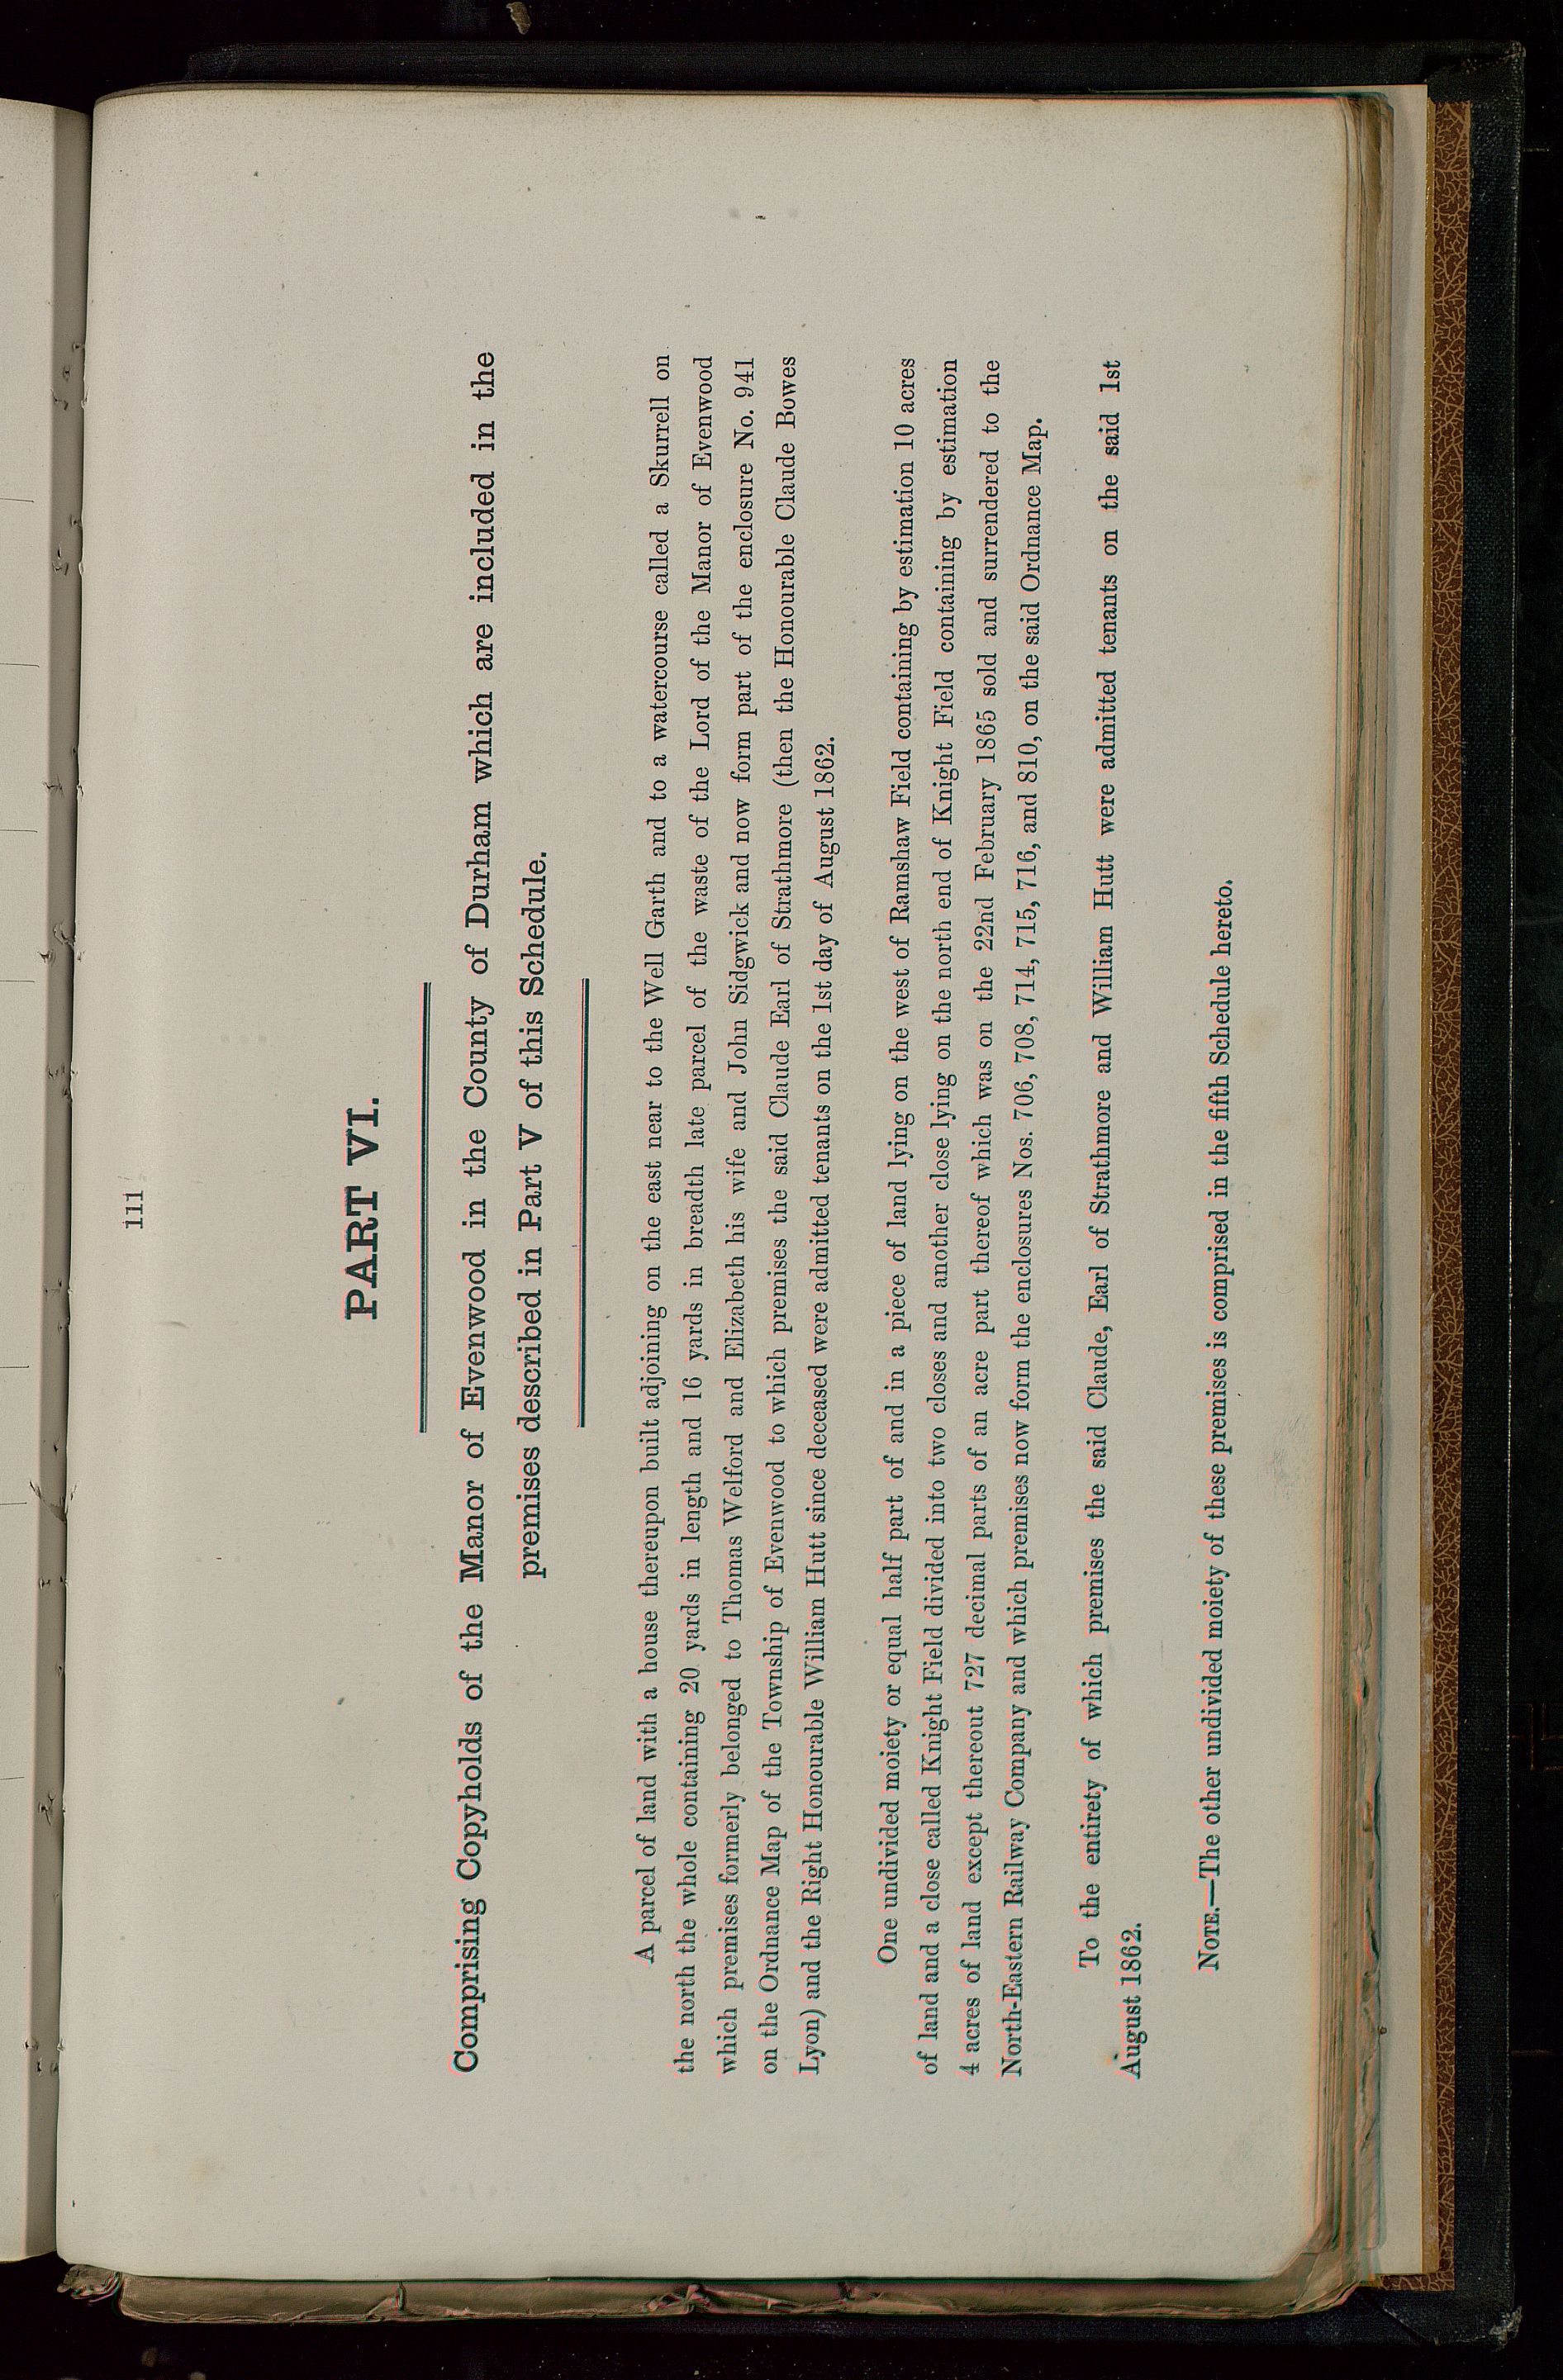 111
PART VI.
Comprising Copyholds of the Manor of Evenwood in the County of Durham which are included in the
premises described in Part V of this Schedule.
A parcel of land with a house thereupon built adjoining on the east near to the Well Garth and to a watercourse called a Skurrell on
the north the whole containing 20 yards in length and 16 yards in breadth late parcel of the waste of the Lord of the Manor of Evenwood
which premises formerly belonged to Thomas Welford and Elizabeth his wife and John Sidgwick and now form part of the enclosure No. 941
on the Ordnance Map of the Township of Evenwood to which premises the said Claude Earl of Strathmore (then the Honourable Claude Bowes
Lyon) and the Right Honourable William Hutt since deceased were admitted tenants on the 1st day of August 1862.
One undivided moiety or equal half part of and in a piece of land lying on the west of Ramshaw Field containing by estimation 10 acres
of land and a close called Knight Field divided into two closes and another close lying on the north end of Knight Field containing by estimation
4 acres of land except thereout 727 decimal parts of an acre part thereof which was on the 22nd February 1865 sold and surrendered to the
North-Eastern Railway Company and which premises now form the enclosures Nos. 706, 708, 714, 715, 716, and 810, on the said Ordnance Map.
To the entirety of which premises the said Claude, Earl of Strathmore and William Hutt were admitted tenants on the said 1st
August 1862.
NOTE.—The other undivided moiety of these premises is comprised in the fifth Schedule hereto.